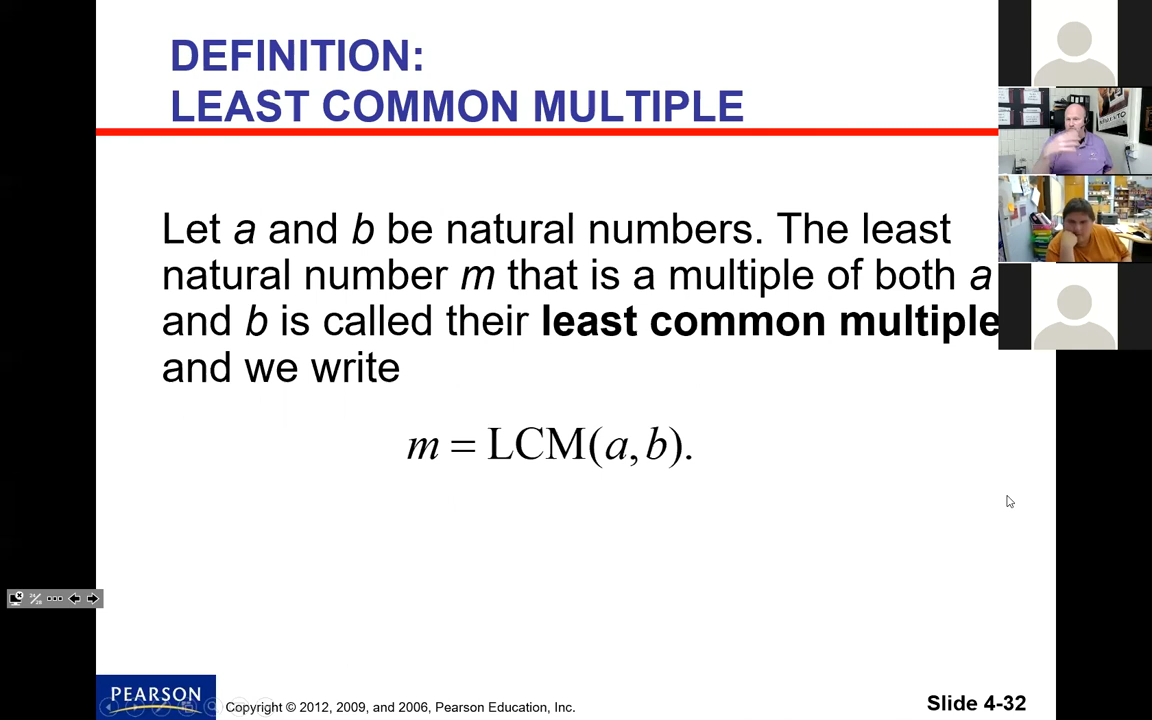 DEFINITION:
LEAST COMMON MULTIPLE
Let a and b be natural numbers. The least
natural number m that is a multiple of both a
and b is called their least common multiple
and we write
m = LCM(a, b).
PEARSON
Copyright © 2012, 2009, and 2006, Pearson Education, Inc.
Slide 4-32